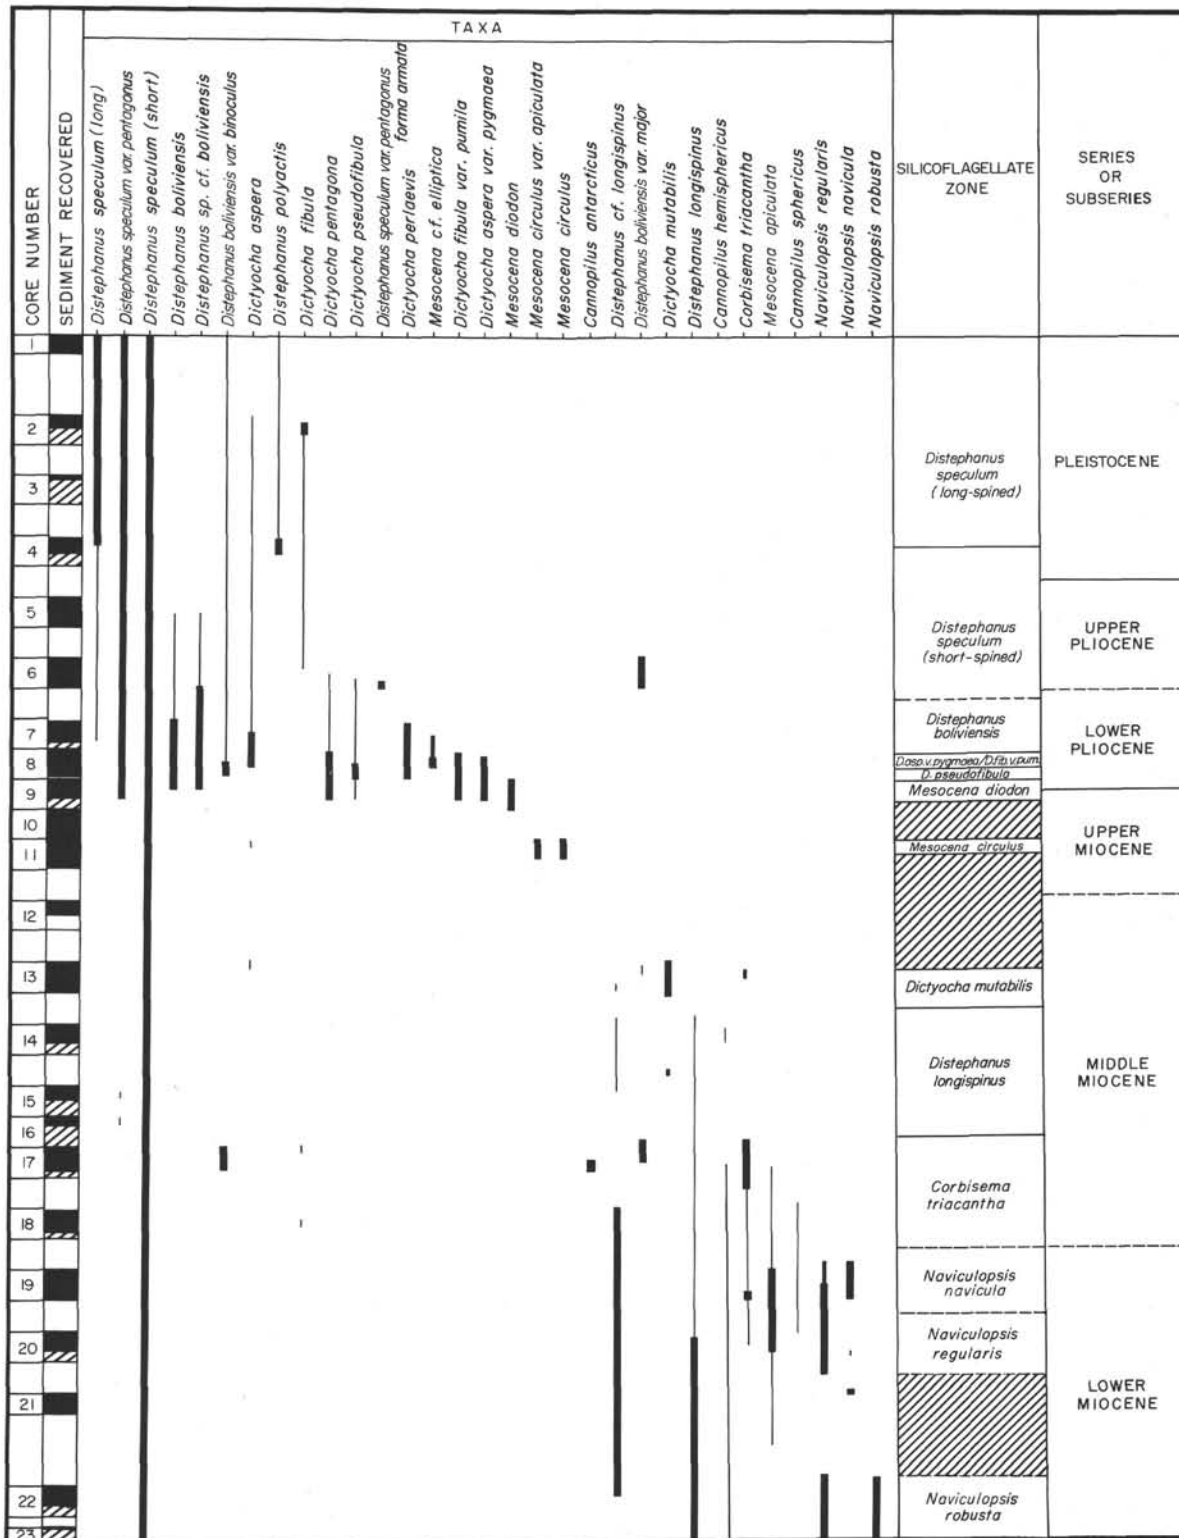 TAXA
CORE NUMBER
SEDIMENT RECOVERED
Distephanus speculum (long)
Distephanus speculum var. pentagonus
Distephanus speculum (short)
Distephanus boliviensis
Distephanus sp. cf. boliviensis
Distephanus boliviensis var. binoculus
Dictyocha aspera
Distephanus polyactis
Dictyocha fibula
Dictyocha pentagona
Dictyocha pseudofibula
Distephanus speculum var. pentagonus
forma armata
Dictyocha perlaevis
Mesocena cf. elliptica
Dictyocha fibula var. pumila
Dictyocha aspera var. pygmaea
Mesocena diodon
Mesocena circulus var. apiculata
Mesocena circulus
Cannopilus antarcticus
Distephanus cf. longispinus
Distephanus boliviensis var. major
Dictyocha mutabilis
Distephanus longispinus
Cannopilus hemisphericus
Corbisema triacantha
Mesocena apiculata
Cannopilus sphericus
Naviculopsis regularis
Naviculopsis navicula
Naviculopsis robusta
SILICOFLAGELLATE
ZONE
SERIES
OR
SUBSERIES
1
2
3
4
5
6
7
8
9
10
11
12
13
14
15
16
17
18
19
20
21
22
23
Distephanus
speculum
(long-spined)
Distephanus
speculum
(short-spined)
Distephanus
boliviensis
D.asp.v.pygmaea/D.fib.v.pum.
D. pseudofibula
Mesocena diodon
Mesocena circulus
Dictyocha mutabilis
Distephanus
longispinus
Corbisema
triacantha
Naviculopsis
navicula
Naviculopsis
regularis
Naviculopsis
robusta
PLEISTOCENE
UPPER
PLIOCENE
LOWER
PLIOCENE
UPPER
MIOCENE
MIDDLE
MIOCENE
LOWER
MIOCENE